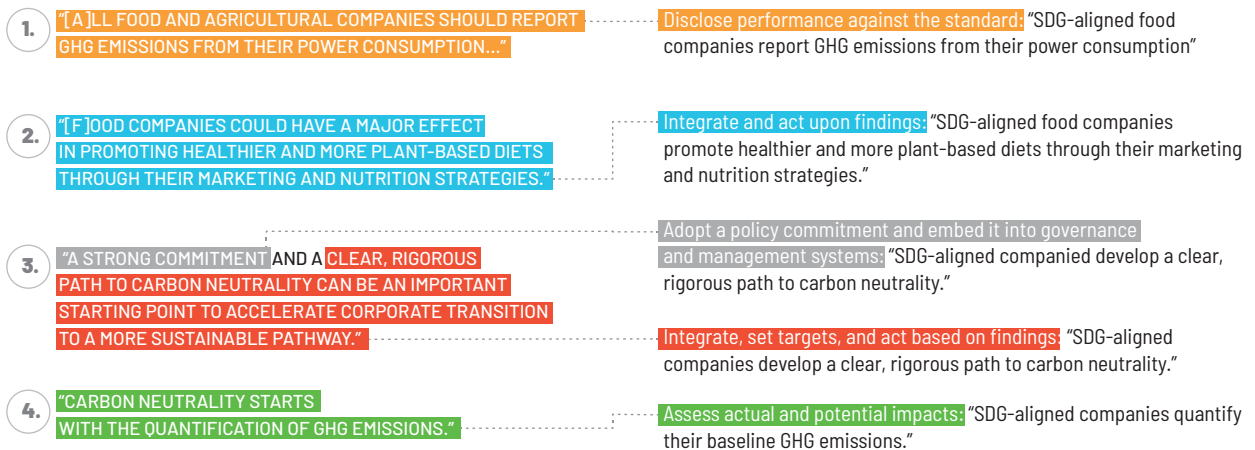 1.
“[A]LL FOOD AND AGRICULTURAL COMPANIES SHOULD REPORT
GHG EMISSIONS FROM THEIR POWER CONSUMPTION...”
Disclose performance against the standard: “SDG-aligned food
companies report GHG emissions from their power consumption”
2.
“[F]OOD COMPANIES COULD HAVE A MAJOR EFFECT
IN PROMOTING HEALTHIER AND MORE PLANT-BASED DIETS
THROUGH THEIR MARKETING AND NUTRITION STRATEGIES.”
Integrate and act upon findings: “SDG-aligned food companies
promote healthier and more plant-based diets through their marketing
and nutrition strategies.”
3.
“A STRONG COMMITMENT AND A CLEAR, RIGOROUS
PATH TO CARBON NEUTRALITY CAN BE AN IMPORTANT
STARTING POINT TO ACCELERATE CORPORATE TRANSITION
TO A MORE SUSTAINABLE PATHWAY.”
Adopt a policy commitment and embed it into governance
and management systems: “SDG-aligned companied develop a clear,
rigorous path to carbon neutrality.”
Integrate, set targets, and act based on findings: “SDG-aligned
companies develop a clear, rigorous path to carbon neutrality.”
4.
“CARBON NEUTRALITY STARTS
WITH THE QUANTIFICATION OF GHG EMISSIONS.”
Assess actual and potential impacts: “SDG-aligned companies quantify
their baseline GHG emissions.”